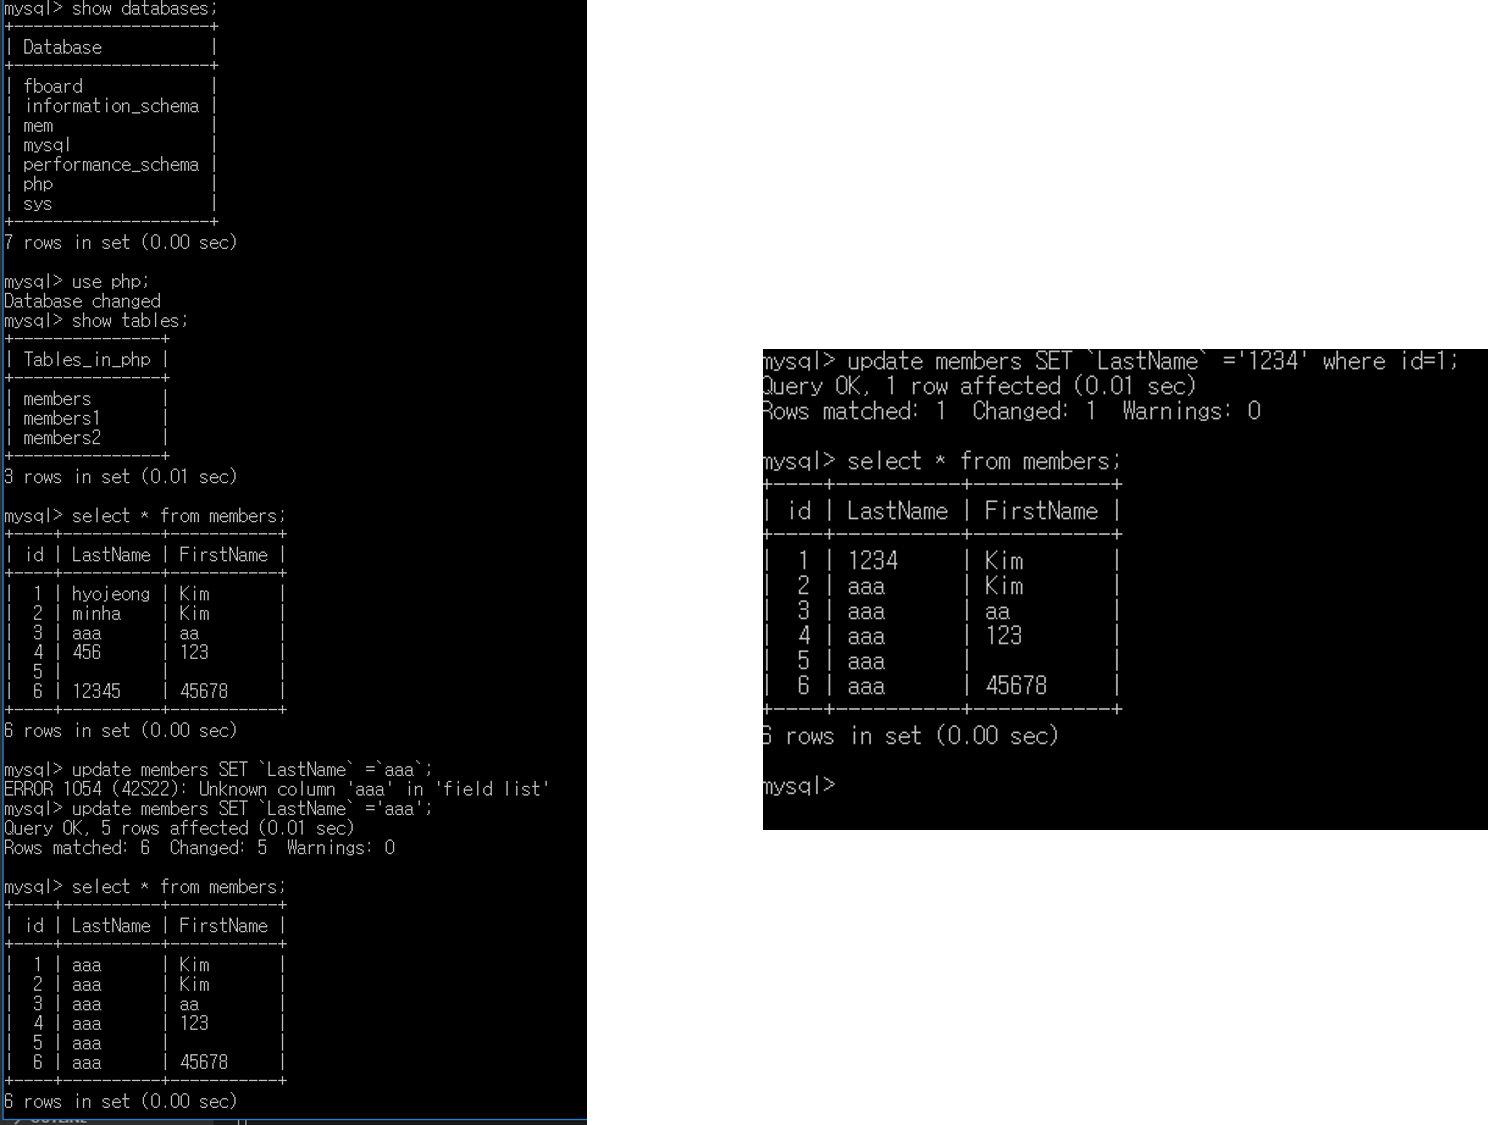 mysql> show databases;
+--------------------+
| Database           |
+--------------------+
| fboard             |
| information_schema |
| mem                |
| mysql              |
| performance_schema |
| php                |
| sys                |
+--------------------+
7 rows in set (0.00 sec)
mysql> use php;
Database changed
mysql> show tables;
+---------------+
| Tables_in_php |
+---------------+
| members       |
| members1      |
| members2      |
+---------------+
3 rows in set (0.01 sec)
mysql> select * from members;
+----+----------+-----------+
| id | LastName | FirstName |
+----+----------+-----------+
|  1 | hyojeong | Kim       |
|  2 | minha    | Kim       |
|  3 | aaa      | aa        |
|  4 | 456      | 123       |
|  5 |          |           |
|  6 | 12345    | 45678     |
+----+----------+-----------+
6 rows in set (0.00 sec)
mysql> update members SET `LastName` =`aaa`;
ERROR 1054 (42S22): Unknown column 'aaa' in 'field list'
mysql> update members SET `LastName` ='aaa';
Query OK, 5 rows affected (0.01 sec)
Rows matched: 6  Changed: 5  Warnings: 0
mysql> select * from members;
+----+----------+-----------+
| id | LastName | FirstName |
+----+----------+-----------+
|  1 | aaa      | Kim       |
|  2 | aaa      | Kim       |
|  3 | aaa      | aa        |
|  4 | aaa      | 123       |
|  5 | aaa      |           |
|  6 | aaa      | 45678     |
+----+----------+-----------+
6 rows in set (0.00 sec)
mysql> update members SET `LastName` ='1234' where id=1;
Query OK, 1 row affected (0.01 sec)
Rows matched: 1  Changed: 1  Warnings: 0
mysql> select * from members;
+----+----------+-----------+
| id | LastName | FirstName |
+----+----------+-----------+
|  1 | 1234     | Kim       |
|  2 | aaa      | Kim       |
|  3 | aaa      | aa        |
|  4 | aaa      | 123       |
|  5 | aaa      |           |
|  6 | aaa      | 45678     |
+----+----------+-----------+
6 rows in set (0.00 sec)
mysql>